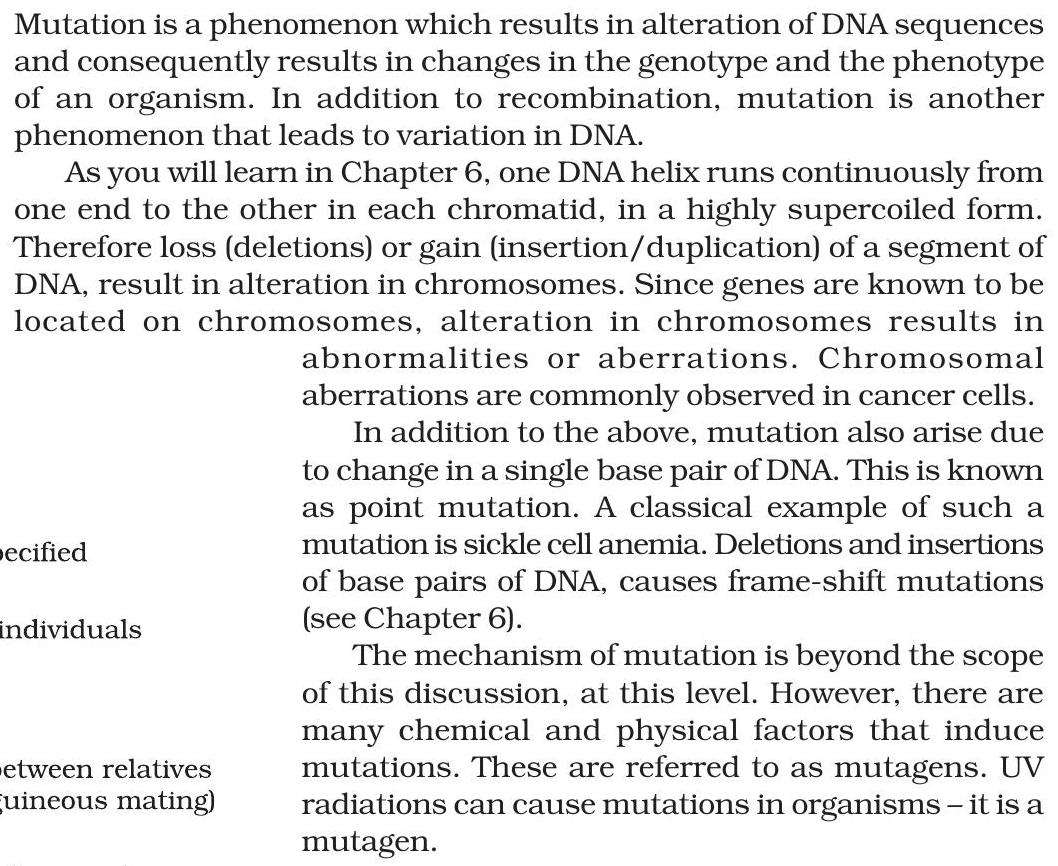 Mutation is a phenomenon which results in alteration of DNA sequences
and consequently results in changes in the genotype and the phenotype
of an organism. In addition to recombination, mutation is another
phenomenon that leads to variation in DNA.
As you will learn in Chapter 6, one DNA helix runs continuously from
one end to the other in each chromatid, in a highly supercoiled form.
Therefore loss (deletions) or gain (insertion/duplication) of a segment of
DNA, result in alteration in chromosomes. Since genes are known to be
located on chromosomes, alteration in chromosomes results in
abnormalities or aberrations. Chromosomal
aberrations are commonly observed in cancer cells.
In addition to the above, mutation also arise due
to change in a single base pair of DNA. This is known
as point mutation. A classical example of such a
mutation is sickle cell anemia. Deletions and insertions
of base pairs of DNA, causes frame-shift mutations
(see Chapter 6).
The mechanism of mutation is beyond the scope
of this discussion, at this level. However, there are
many chemical and physical factors that induce
mutations. These are referred to as mutagens. UV
radiations can cause mutations in organisms – it is a
mutagen.
individuals
relatives
mating)